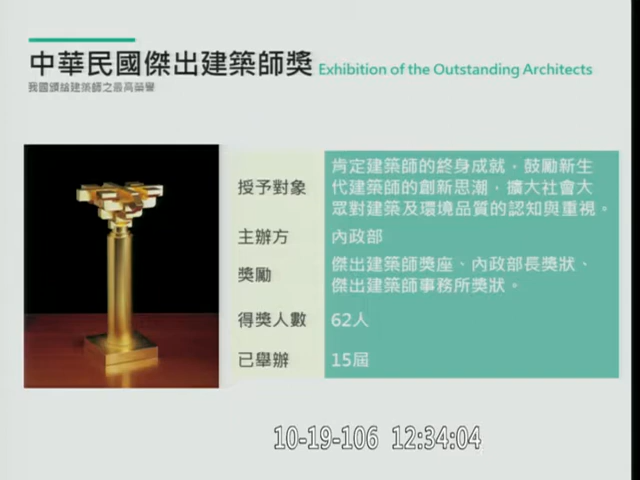 中華民國傑出建築師獎 Exhibition of the Outstanding Architects
我國頒給建築師之最高榮譽
授予對象
肯定建築師的終身成就、鼓勵新生
代建築師的創新思潮，擴大社會大
眾對建築及環境品質的認知與重視。
主辦方
內政部
獎勵
傑出建築師獎座、內政部長獎狀、
傑出建築師事務所獎狀。
得獎人數
62人
已舉辦
15屆
10-19-106 12:34:04